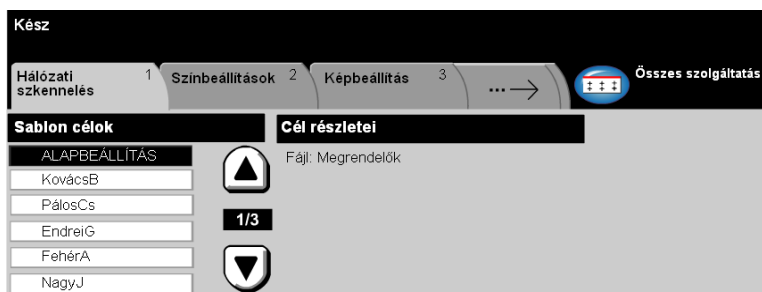 Kész
Hálózati szkennelés 1
Színbeállítások 2
Képbeállítás 3
...
Összes szolgáltatás
Sablon célok
Cél részletei
ALAPBEÁLLÍTÁS
Fájl: Megrendelők
KovácsB
PálosCs
1/3
EndreiG
FehérA
NagyJ